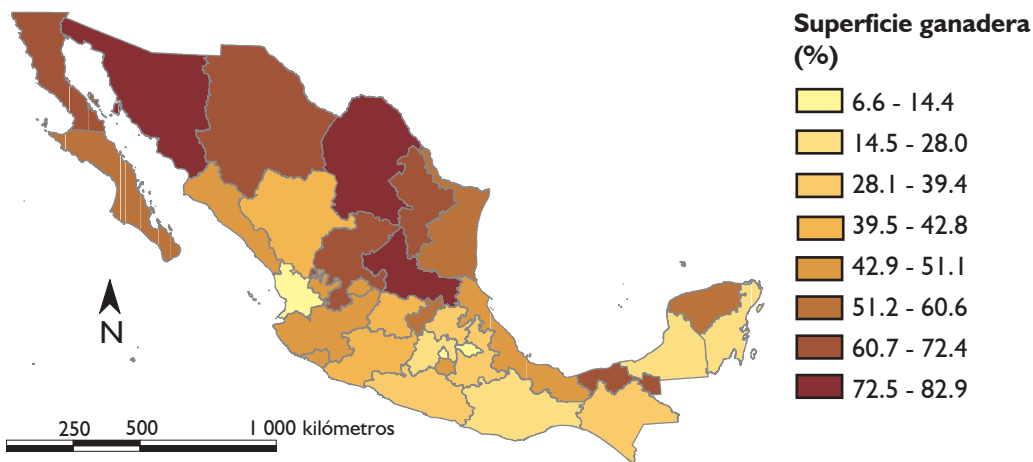 Superficie ganadera
(%)
6.6 - 14.4
14.5 - 28.0
28.1 - 39.4
39.5 - 42.8
42.9 - 51.1
51.2 - 60.6
60.7 - 72.4
72.5 - 82.9
N
250 500 1 000 kilómetros